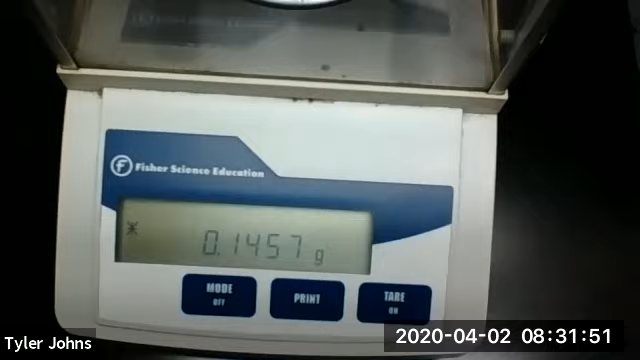 Fisher Science Education
0.1457 g
MODE
OFF
PRINT
TARE
ON
Tyler Johns
2020-04-02 08:31:51